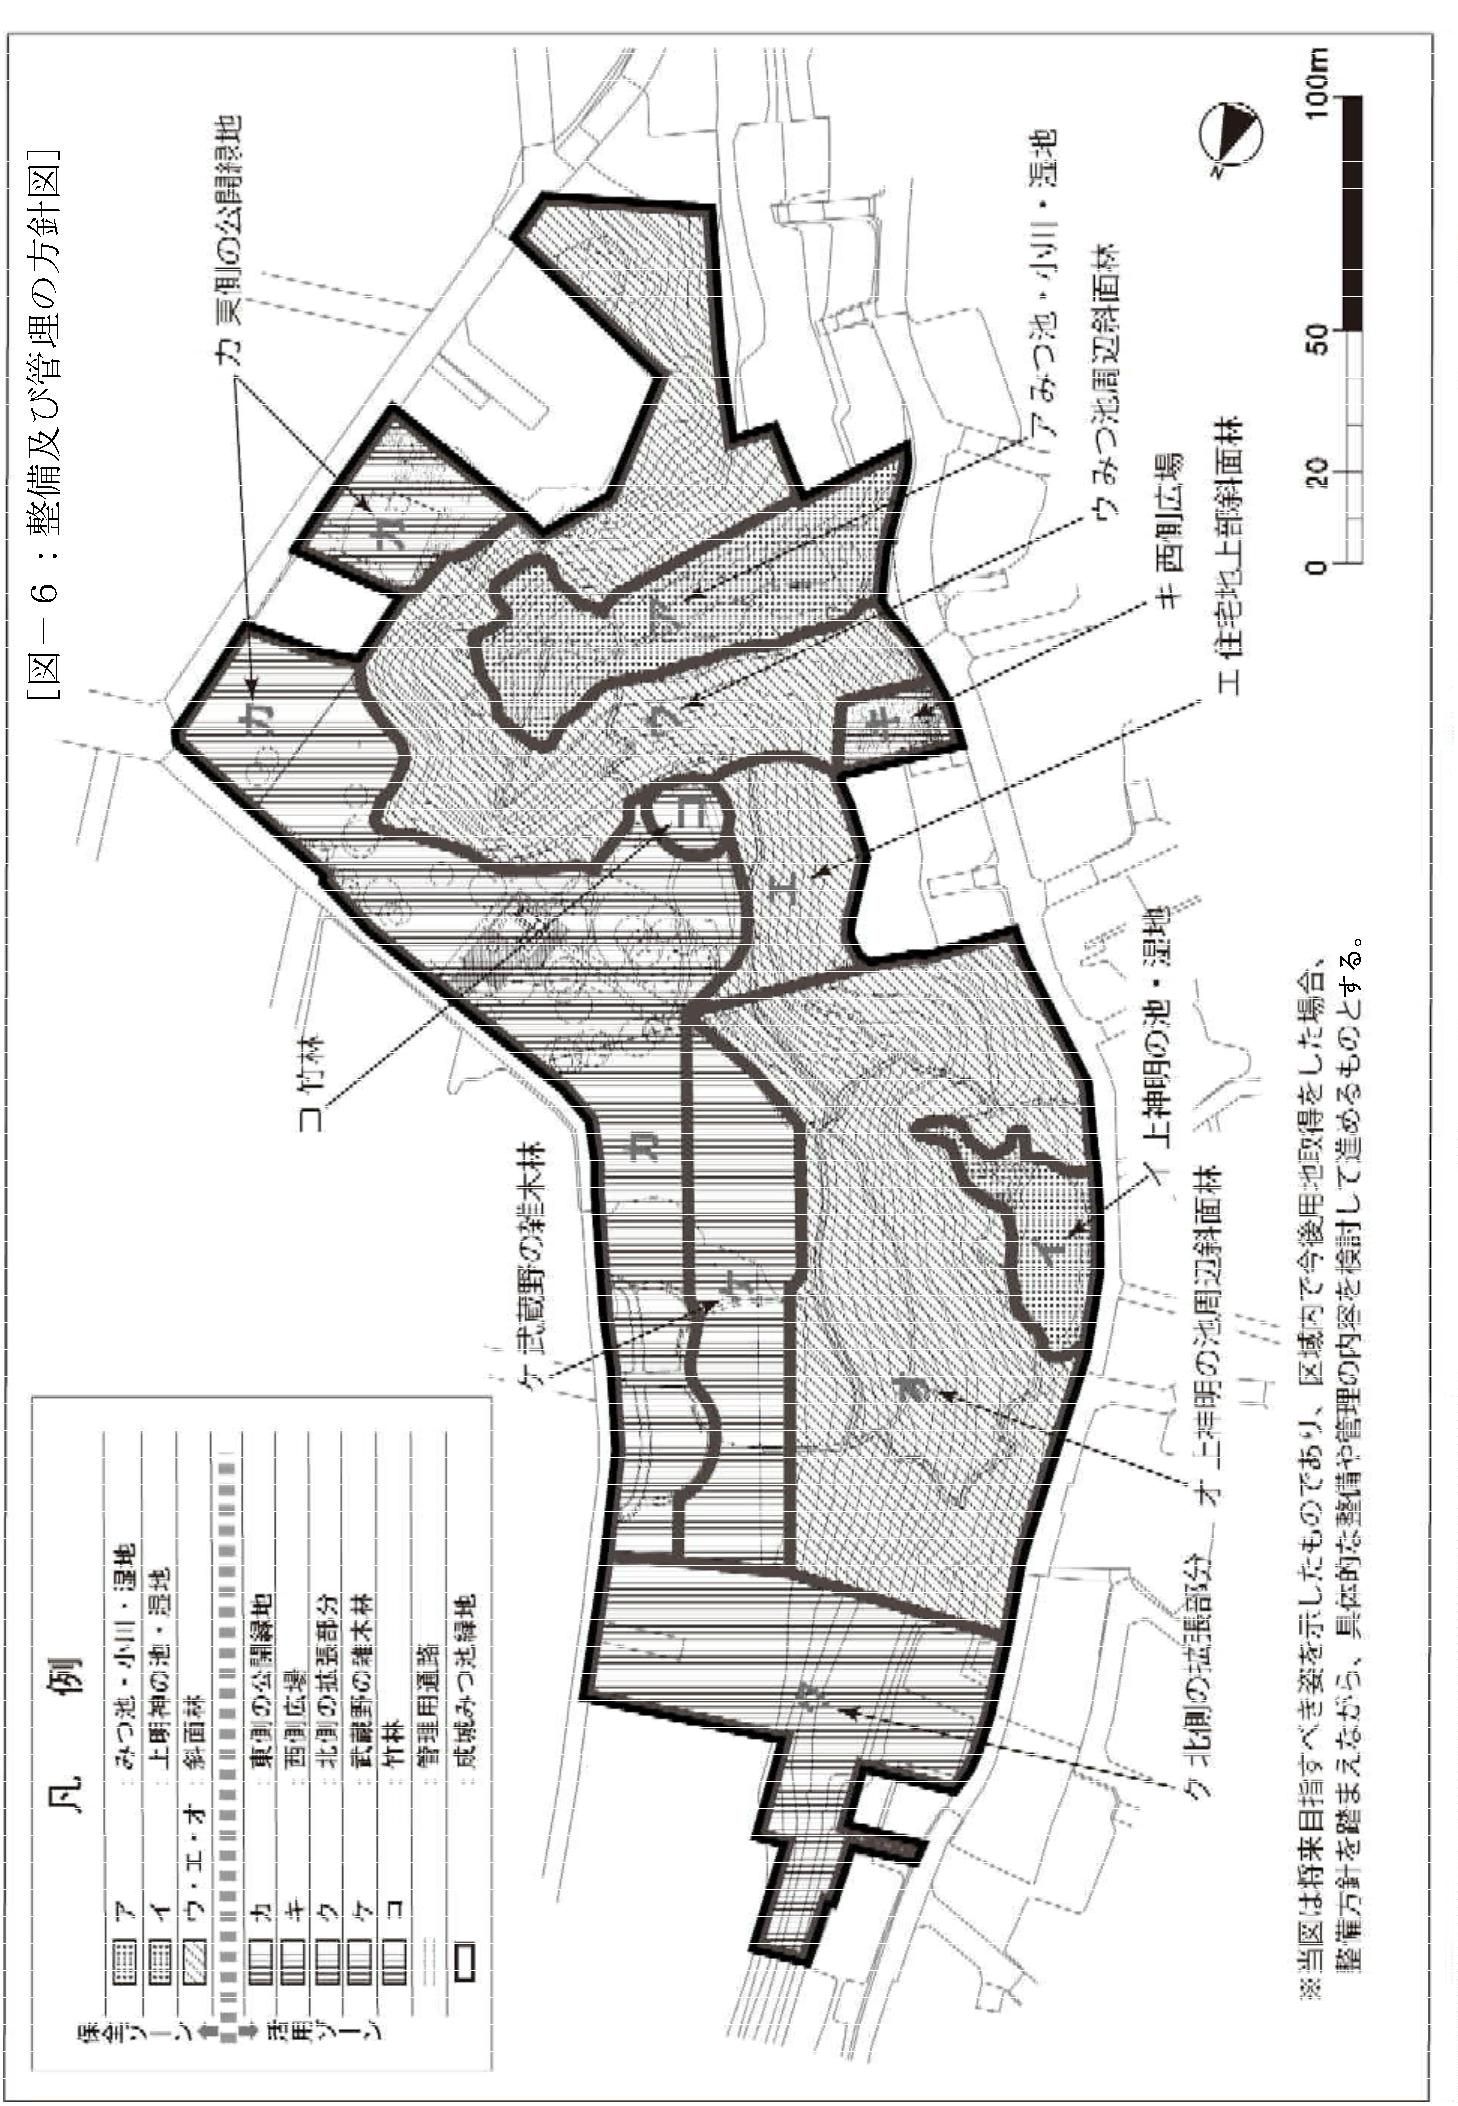 [図－6：整備及び管理の方針図]
凡 例
保全ゾーン
活用ゾーン
ア ：みつ池・小川・湿地
イ ：上明神の池・湿地
ウ・エ・オ：斜面林
カ ：東側の公開緑地
キ ：西側広場
ク ：北側の拡張部分
ケ ：武蔵野の雑木林
コ ：竹林
：管理用通路
：成城みつ池緑地
カ 東側の公開緑地
コ 竹林
ケ 武蔵野の雑木林
カ
カ
カ
ア
ウ
キ
コ
エ
ケ
イ
オ
ク
ア みつ池・小川・湿地
ウ みつ池周辺斜面林
キ 西側広場
エ 住宅地上部斜面林
イ 上神明の池・湿地
オ 上神明の池周辺斜面林
ク 北側の拡張部分
N
0 20 50 100m
※当図は将来目指すべき姿を示したものであり、区域内で今後用地取得をした場合、
整備方針を踏まえながら、具体的な整備や管理の内容を検討して進めるものとする。